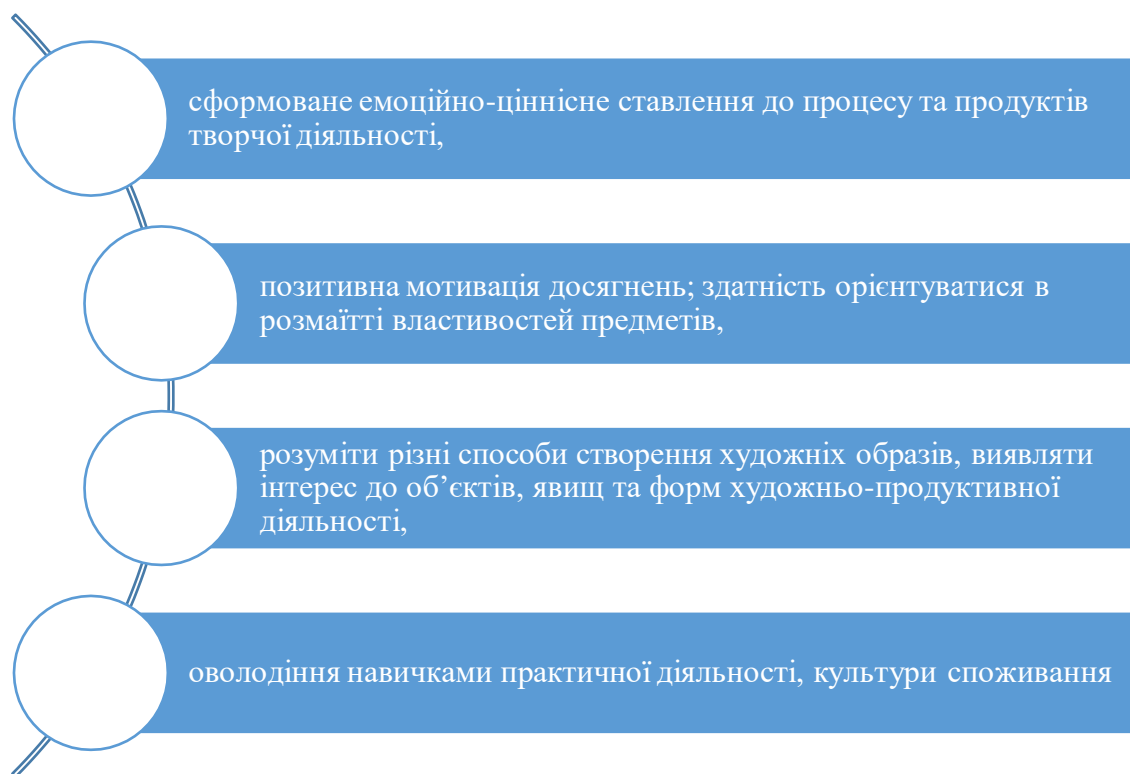 сформоване емоційно-ціннісне ставлення до процесу та продуктів
творчої діяльності,
позитивна мотивація досягнень; здатність орієнтуватися в
розмаїтті властивостей предметів,
розуміти різні способи створення художніх образів, виявляти
інтерес до об’єктів, явищ та форм художньо-продуктивної
діяльності,
оволодіння навичками практичної діяльності, культури споживання